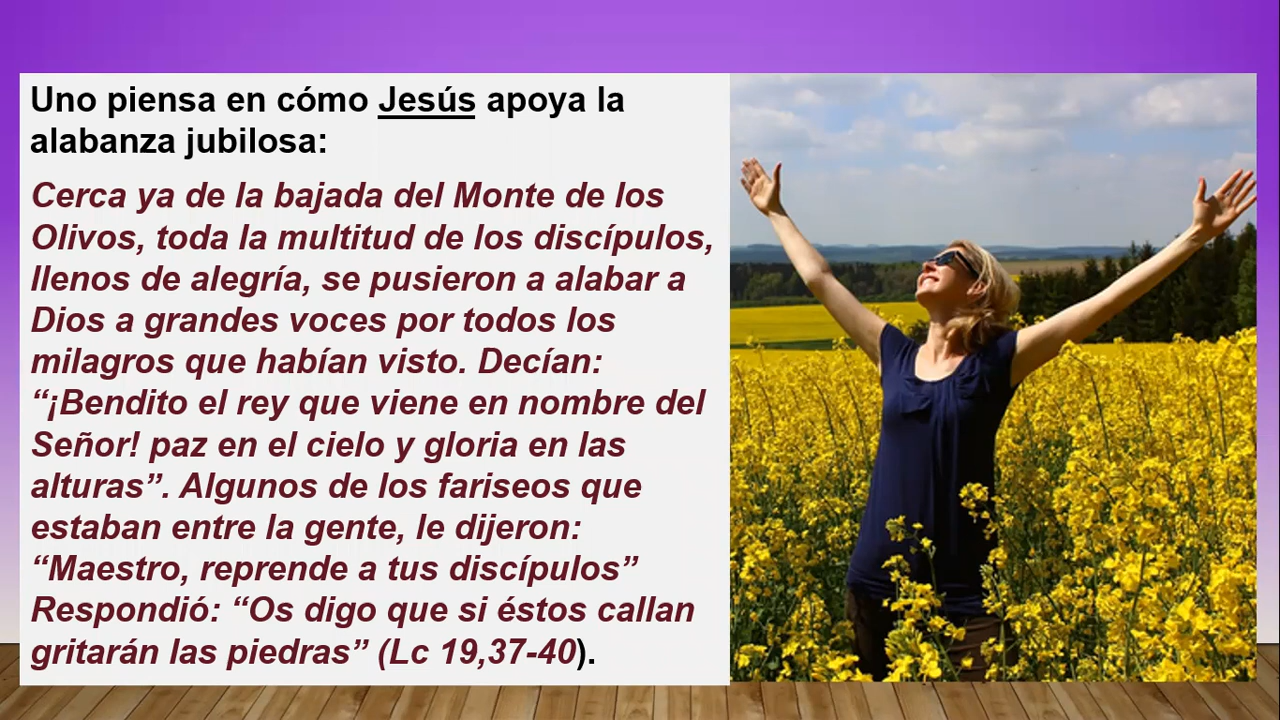 Uno piensa en cómo Jesús apoya la
alabanza jubilosa:
Cerca ya de la bajada del Monte de los
Olivos, toda la multitud de los discípulos,
llenos de alegría, se pusieron a alabar a
Dios a grandes voces por todos los
milagros que habían visto. Decían:
“¡Bendito el rey que viene en nombre del
Señor! paz en el cielo y gloria en las
alturas”. Algunos de los fariseos que
estaban entre la gente, le dijeron:
“Maestro, reprende a tus discípulos”
Respondió: “Os digo que si éstos callan
gritarán las piedras” (Lc 19,37-40).